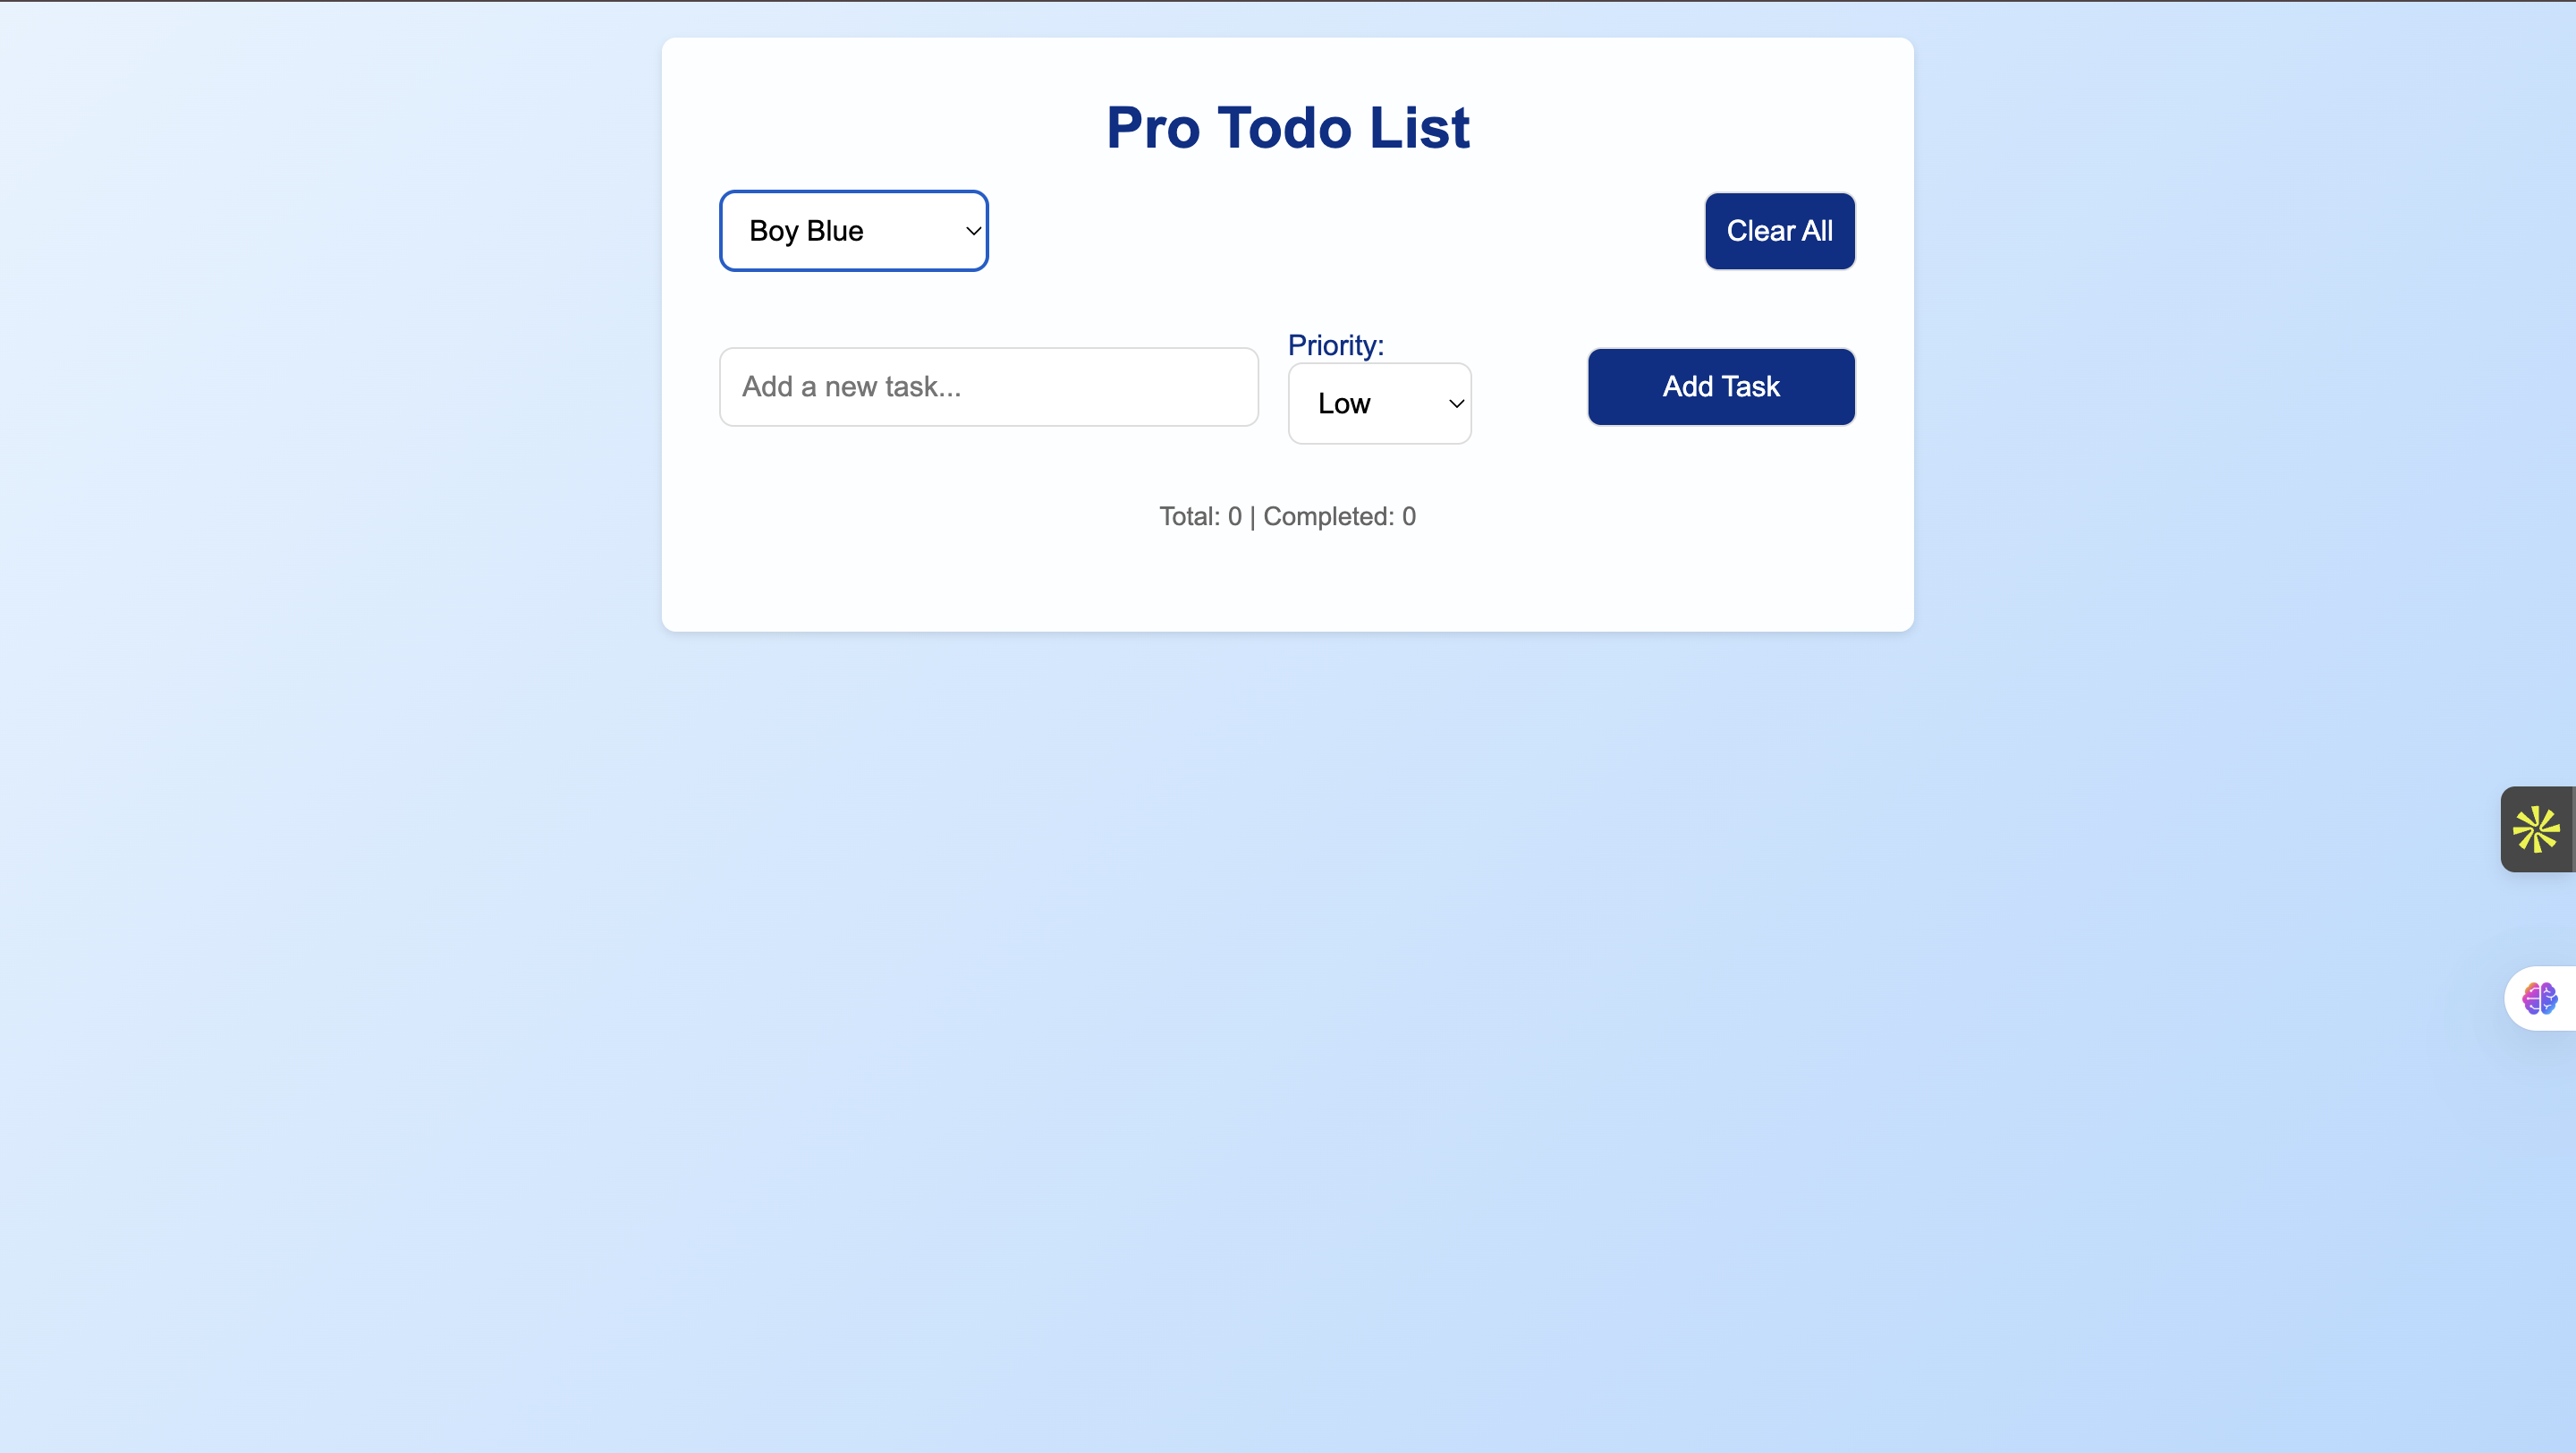 Pro Todo List
Boy Blue
Clear All
Add a new task...
Priority:
Low
Add Task
Total: 0 | Completed: 0